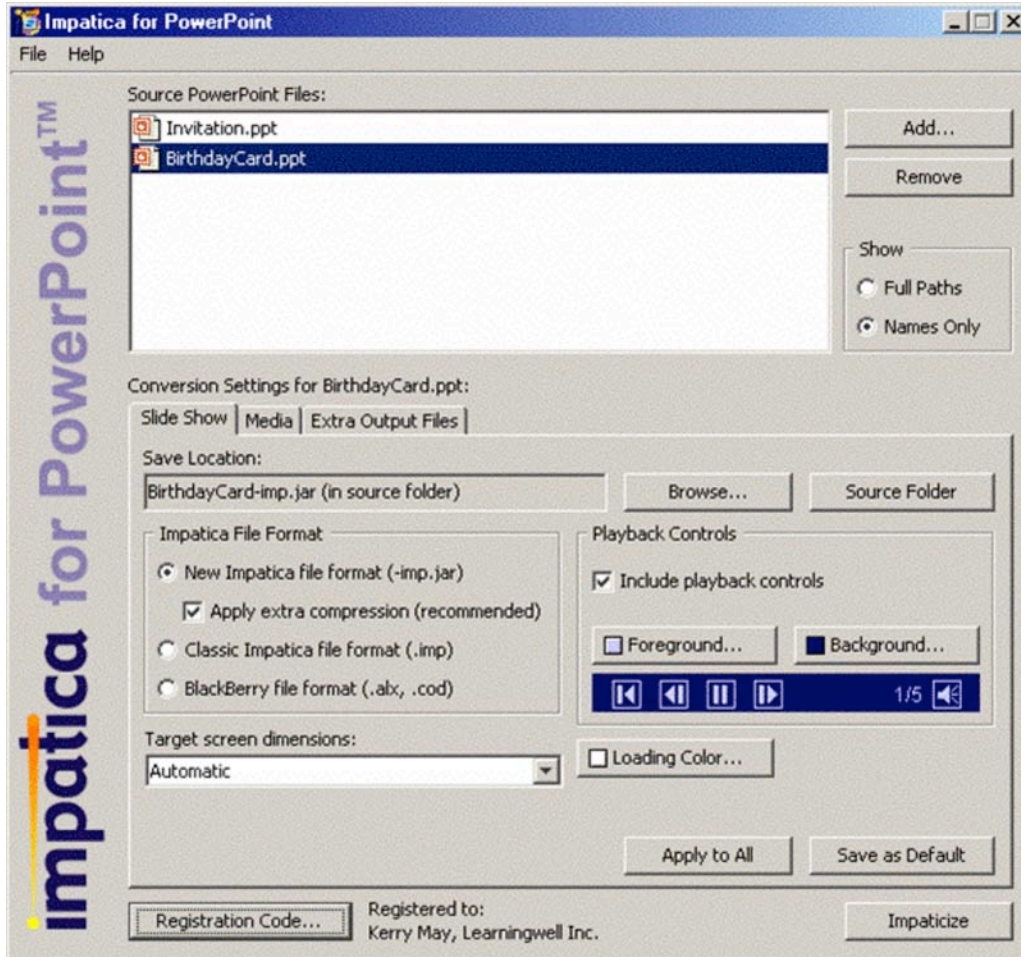 Impatica for PowerPoint
File Help
impatica for PowerPoint™
Source PowerPoint Files:
Invitation.ppt
BirthdayCard.ppt
Add...
Remove
Show
Full Paths
Names Only
Conversion Settings for BirthdayCard.ppt:
Slide Show Media Extra Output Files
Save Location:
BirthdayCard-imp.jar (in source folder)
Browse...
Source Folder
Impatica File Format
New Impatica file format (-imp.jar)
Apply extra compression (recommended)
Classic Impatica file format (.imp)
BlackBerry file format (.alx, .cod)
Playback Controls
Include playback controls
Foreground...
Background...
1/5
Target screen dimensions:
Automatic
Loading Color...
Apply to All
Save as Default
Registration Code...
Registered to:
Kerry May, Learningwell Inc.
Impaticize